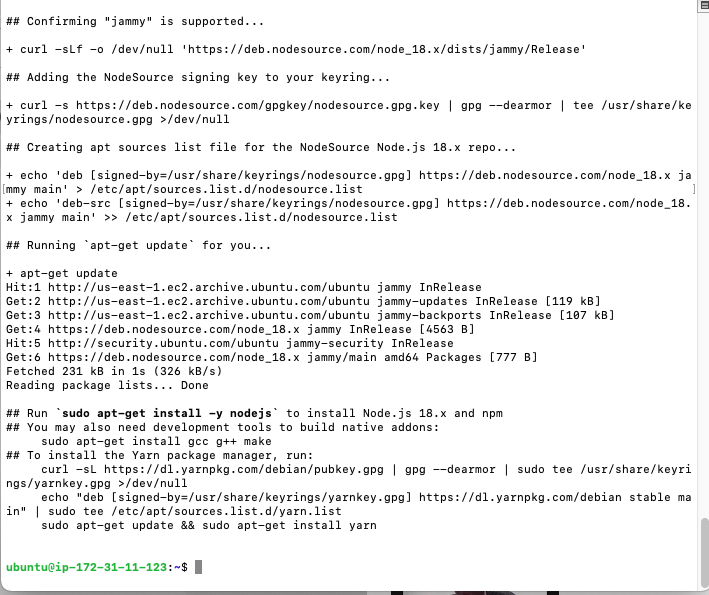 ## Confirming "jammy" is supported...
+ curl -sLf -o /dev/null 'https://deb.nodesource.com/node_18.x/dists/jammy/Release'
## Adding the NodeSource signing key to your keyring...
+ curl -s https://deb.nodesource.com/gpgkey/nodesource.gpg.key | gpg --dearmor | tee /usr/share/ke
yrings/nodesource.gpg >/dev/null
## Creating apt sources list file for the NodeSource Node.js 18.x repo...
+ echo 'deb [signed-by=/usr/share/keyrings/nodesource.gpg] https://deb.nodesource.com/node_18.x ja
mmy main' > /etc/apt/sources.list.d/nodesource.list
+ echo 'deb-src [signed-by=/usr/share/keyrings/nodesource.gpg] https://deb.nodesource.com/node_18.
x jammy main' >> /etc/apt/sources.list.d/nodesource.list
## Running `apt-get update` for you...
+ apt-get update
Hit:1 http://us-east-1.ec2.archive.ubuntu.com/ubuntu jammy InRelease
Get:2 http://us-east-1.ec2.archive.ubuntu.com/ubuntu jammy-updates InRelease [119 kB]
Get:3 http://us-east-1.ec2.archive.ubuntu.com/ubuntu jammy-backports InRelease [107 kB]
Get:4 https://deb.nodesource.com/node_18.x jammy InRelease [4563 B]
Hit:5 http://security.ubuntu.com/ubuntu jammy-security InRelease
Get:6 https://deb.nodesource.com/node_18.x jammy/main amd64 Packages [777 B]
Fetched 231 kB in 1s (326 kB/s)
Reading package lists... Done
## Run `sudo apt-get install -y nodejs` to install Node.js 18.x and npm
## You may also need development tools to build native addons:
     sudo apt-get install gcc g++ make
## To install the Yarn package manager, run:
     curl -sL https://dl.yarnpkg.com/debian/pubkey.gpg | gpg --dearmor | sudo tee /usr/share/keyri
ngs/yarnkey.gpg >/dev/null
     echo "deb [signed-by=/usr/share/keyrings/yarnkey.gpg] https://dl.yarnpkg.com/debian stable ma
in" | sudo tee /etc/apt/sources.list.d/yarn.list
     sudo apt-get update && sudo apt-get install yarn
ubuntu@ip-172-31-11-123:~$